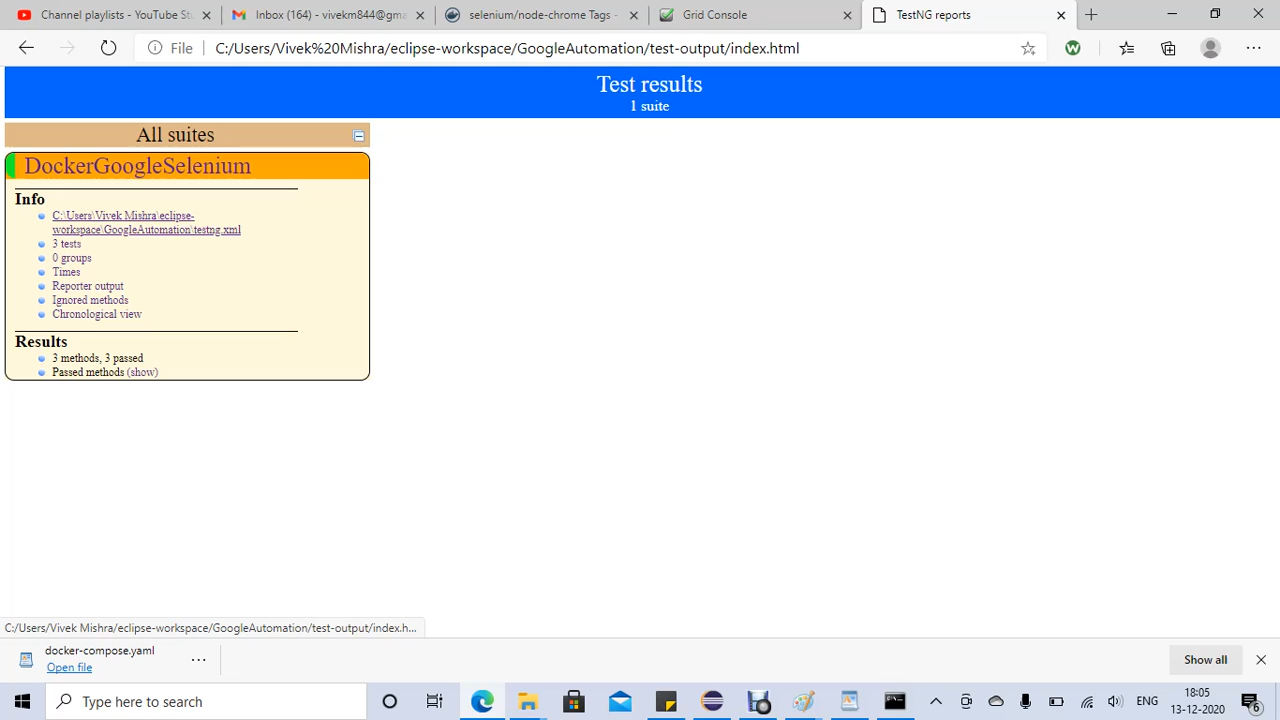 Channel playlists - YouTube St
Inbox (164) - vivekm844@gma
selenium/node-chrome Tags -
Grid Console
TestNG reports
File
C:/Users/Vivek%20Mishra/eclipse-workspace/GoogleAutomation/test-output/index.html
Test results
1 suite
All suites
DockerGoogleSelenium
Info
C:\Users\Vivek Mishra\eclipse-
workspace\GoogleAutomation\testng.xml
3 tests
0 groups
Times
Reporter output
Ignored methods
Chronological view
Results
3 methods, 3 passed
Passed methods (show)
C:/Users/Vivek Mishra/eclipse-workspace/GoogleAutomation/test-output/index.h...
docker-compose.yaml
Open file
Show all
Type here to search
ENG
18:05
13-12-2020
6